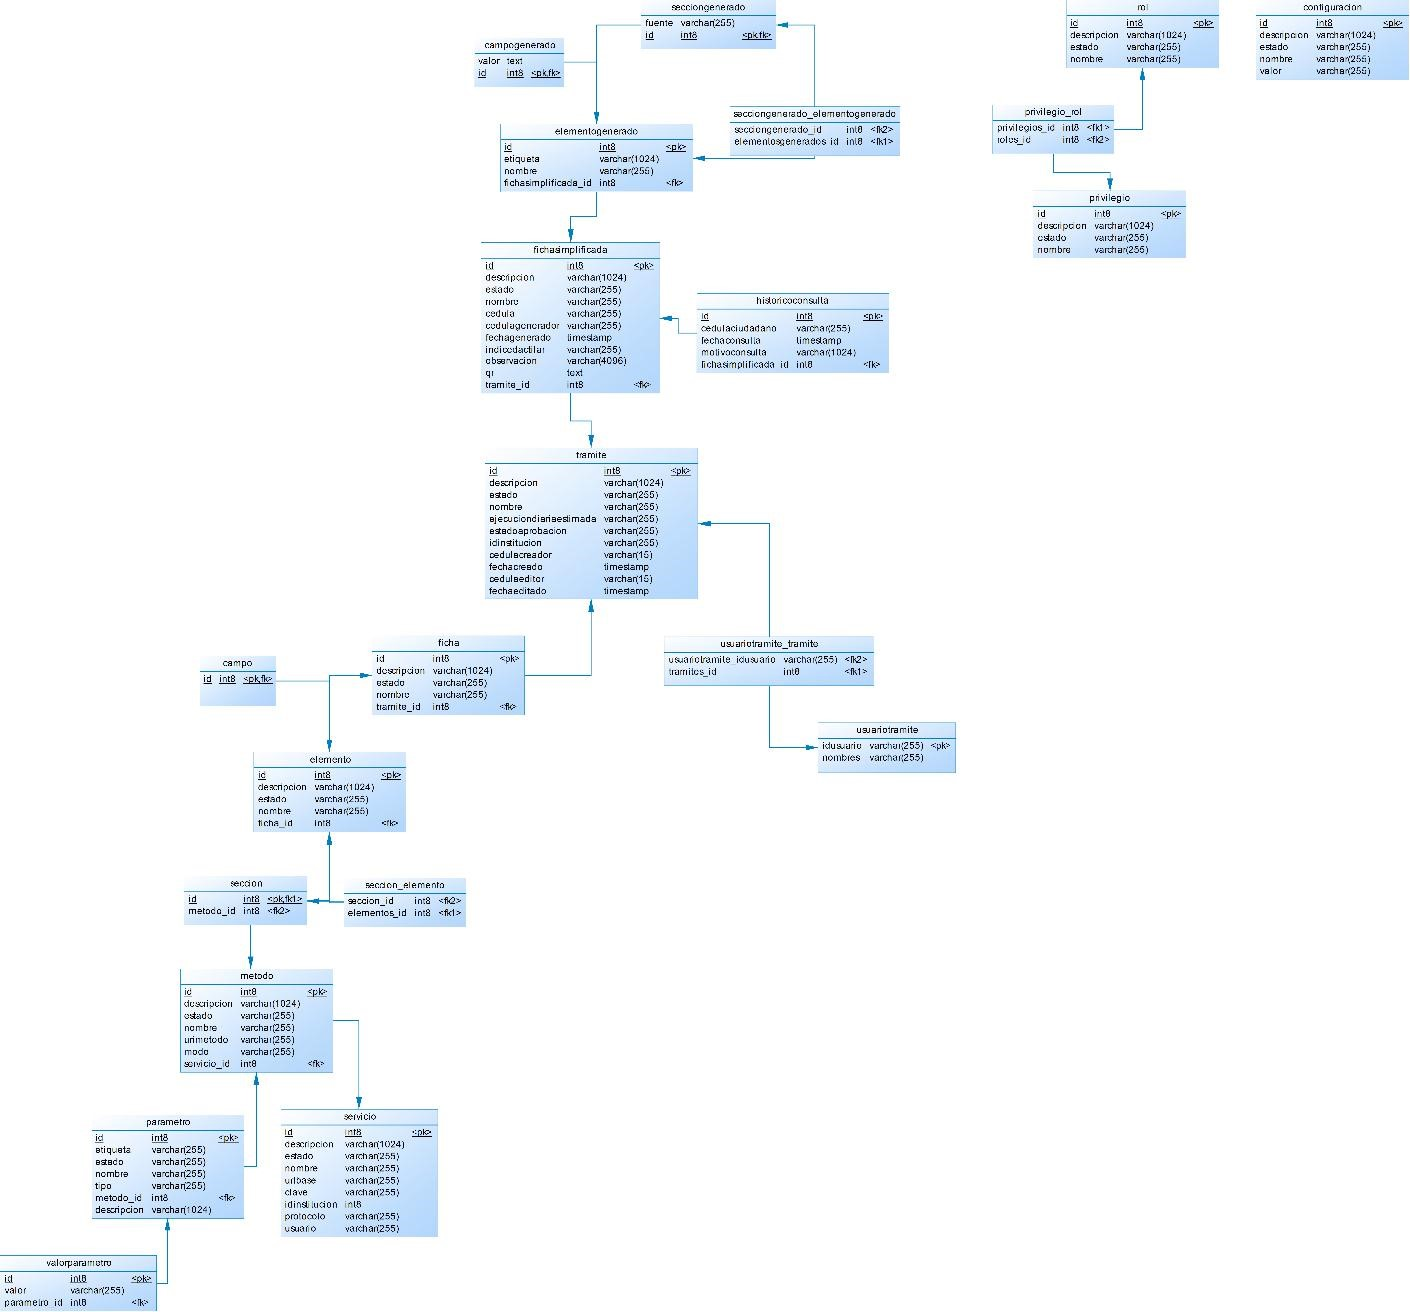 secciongenerado
fuente varchar(255)
id int8 <pk,fk>
campogenerado
valor text
id int8 <pk,fk>
secciongenerado_elementogenerado
secciongenerado_id int8 <fk2>
elementosgenerados_id int8 <fk1>
elementogenerado
id int8 <pk>
etiqueta varchar(1024)
nombre varchar(255)
fichasimplificada_id int8 <fk>
rol
id int8 <pk>
descripcion varchar(1024)
estado varchar(255)
nombre varchar(255)
configuracion
id int8 <pk>
descripcion varchar(1024)
estado varchar(255)
nombre varchar(255)
valor varchar(255)
privilegio_rol
privilegios_id int8 <fk1>
roles_id int8 <fk2>
privilegio
id int8 <pk>
descripcion varchar(1024)
estado varchar(255)
nombre varchar(255)
fichasimplificada
id int8 <pk>
descripcion varchar(1024)
estado varchar(255)
nombre varchar(255)
cedula varchar(255)
cedulagenerador varchar(255)
fechagenerado timestamp
indicedactilar varchar(255)
observacion varchar(4096)
qr text
tramite_id int8 <fk>
historicoconsulta
id int8 <pk>
cedulaciudadano varchar(255)
fechaconsulta timestamp
motivoconsulta varchar(1024)
fichasimplificada_id int8 <fk>
tramite
id int8 <pk>
descripcion varchar(1024)
estado varchar(255)
nombre varchar(255)
ejecuciondiariaestimada varchar(255)
estadoaprobacion varchar(255)
idinstitucion varchar(255)
cedulacreador varchar(15)
fechacreado timestamp
cedulaeditor varchar(15)
fechaeditado timestamp
ficha
id int8 <pk>
descripcion varchar(1024)
estado varchar(255)
nombre varchar(255)
tramite_id int8 <fk>
campo
id int8 <pk,fk>
usuariotramite_tramite
usuariotramite_idusuario varchar(255) <fk2>
tramites_id int8 <fk1>
usuariotramite
idusuario varchar(255) <pk>
nombres varchar(255)
elemento
id int8 <pk>
descripcion varchar(1024)
estado varchar(255)
nombre varchar(255)
ficha_id int8 <fk>
seccion
id int8 <pk,fk1>
metodo_id int8 <fk2>
seccion_elemento
seccion_id int8 <fk2>
elementos_id int8 <fk1>
metodo
id int8 <pk>
descripcion varchar(1024)
estado varchar(255)
nombre varchar(255)
urimetodo varchar(255)
modo varchar(255)
servicio_id int8 <fk>
parametro
id int8 <pk>
etiqueta varchar(255)
estado varchar(255)
nombre varchar(255)
tipo varchar(255)
metodo_id int8 <fk>
descripcion varchar(1024)
servicio
id int8 <pk>
descripcion varchar(1024)
estado varchar(255)
nombre varchar(255)
urlbase varchar(255)
clave varchar(255)
idinstitucion int8
protocolo varchar(255)
usuario varchar(255)
valorparametro
id int8 <pk>
valor varchar(255)
parametro_id int8 <fk>